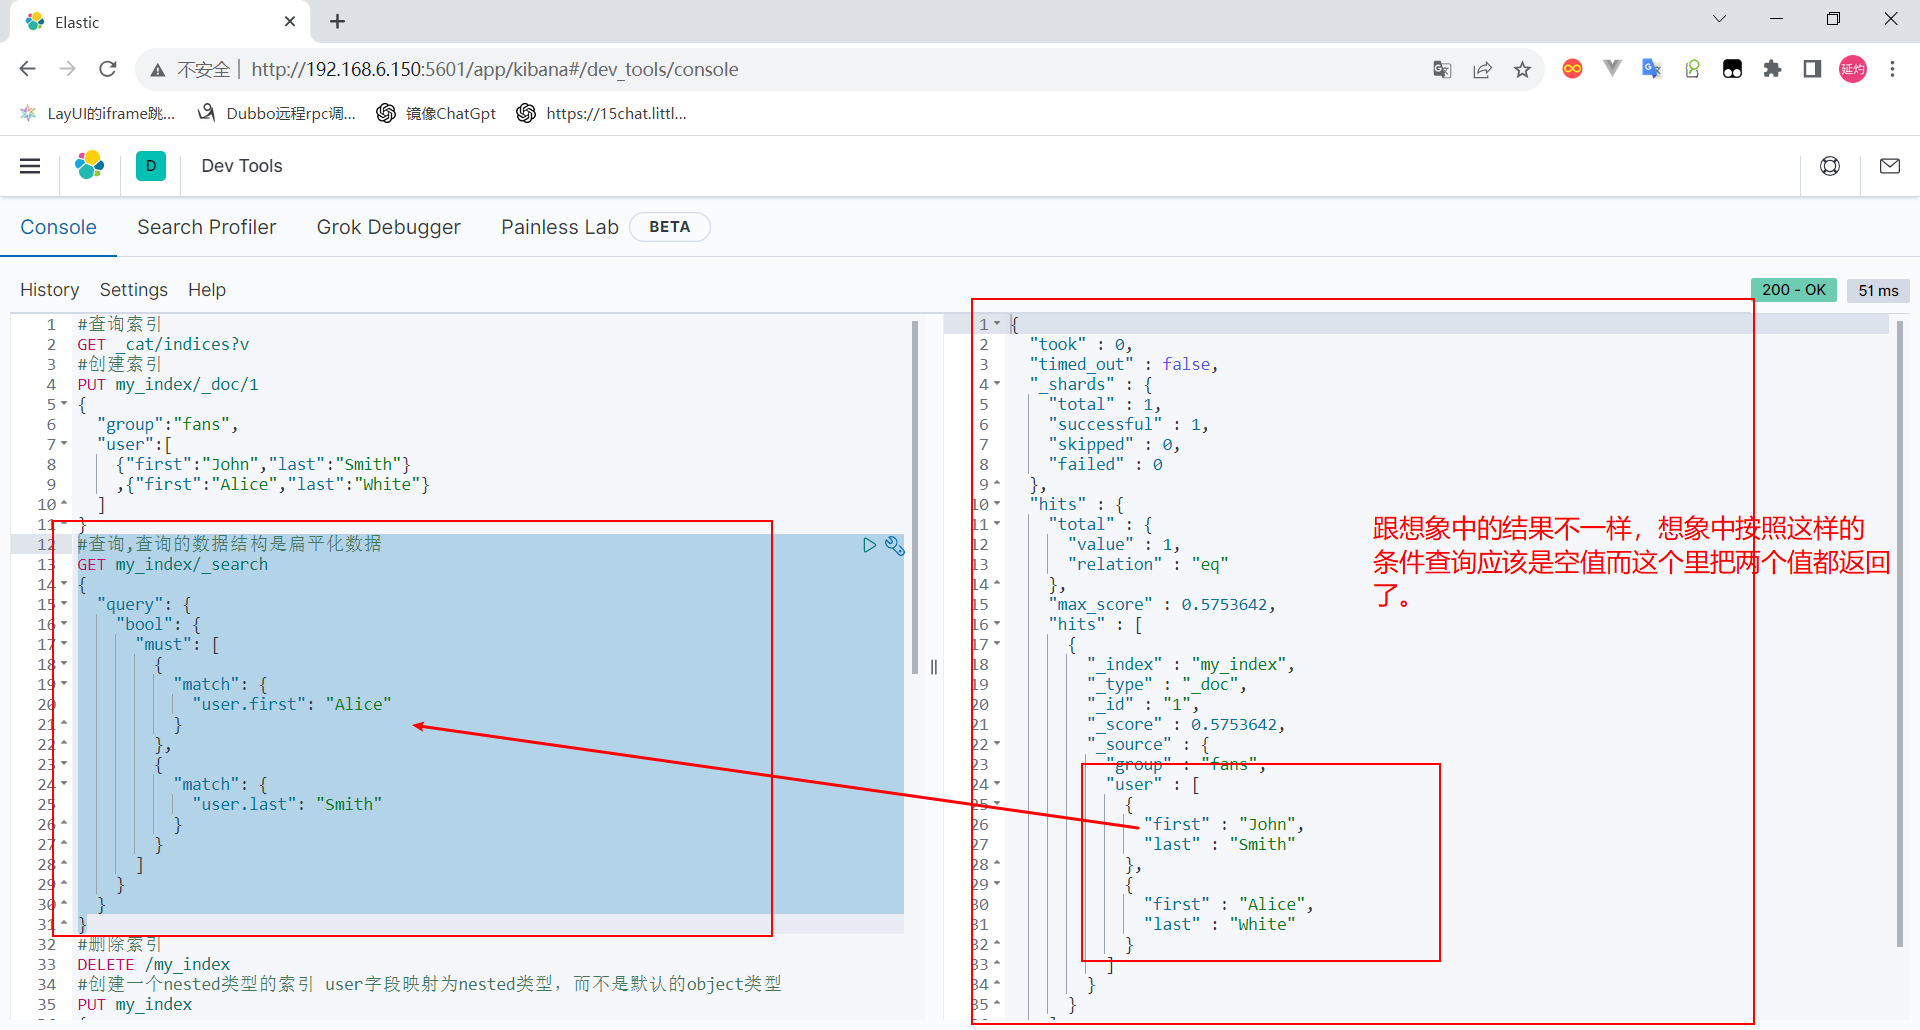 Elastic
不安全 | http://192.168.6.150:5601/app/kibana#/dev_tools/console
延灼
LayUI的iframe跳...
Dubbo远程rpc调...
镜像ChatGpt
https://15chat.littl...
D
Dev Tools
Console
Search Profiler
Grok Debugger
Painless Lab
BETA
History
Settings
Help
200 - OK
51 ms
1 #查询索引
2 GET _cat/indices?v
3 #创建索引
4 PUT my_index/_doc/1
5 {
6 "group":"fans",
7 "user":[
8 {"first":"John","last":"Smith"}
9 ,{"first":"Alice","last":"White"}
10 ]
11 }
12 #查询,查询的数据结构是扁平化数据
13 GET my_index/_search
14 {
15 "query": {
16 "bool": {
17 "must": [
18 {
19 "match": {
20 "user.first": "Alice"
21 }
22 },
23 {
24 "match": {
25 "user.last": "Smith"
26 }
27 }
28 ]
29 }
30 }
31 }
32 #删除索引
33 DELETE /my_index
34 #创建一个nested类型的索引 user字段映射为nested类型，而不是默认的object类型
35 PUT my_index
1 {
2 "took" : 0,
3 "timed_out" : false,
4 "_shards" : {
5 "total" : 1,
6 "successful" : 1,
7 "skipped" : 0,
8 "failed" : 0
9 },
10 "hits" : {
11 "total" : {
12 "value" : 1,
13 "relation" : "eq"
14 },
15 "max_score" : 0.5753642,
16 "hits" : [
17 {
18 "_index" : "my_index",
19 "_type" : "_doc",
20 "_id" : "1",
21 "_score" : 0.5753642,
22 "_source" : {
23 "group" : "fans",
24 "user" : [
25 {
26 "first" : "John",
27 "last" : "Smith"
28 },
29 {
30 "first" : "Alice",
31 "last" : "White"
32 }
33 ]
34 }
35 }
跟想象中的结果不一样，想象中按照这样的
条件查询应该是空值而这个里把两个值都返回
了。